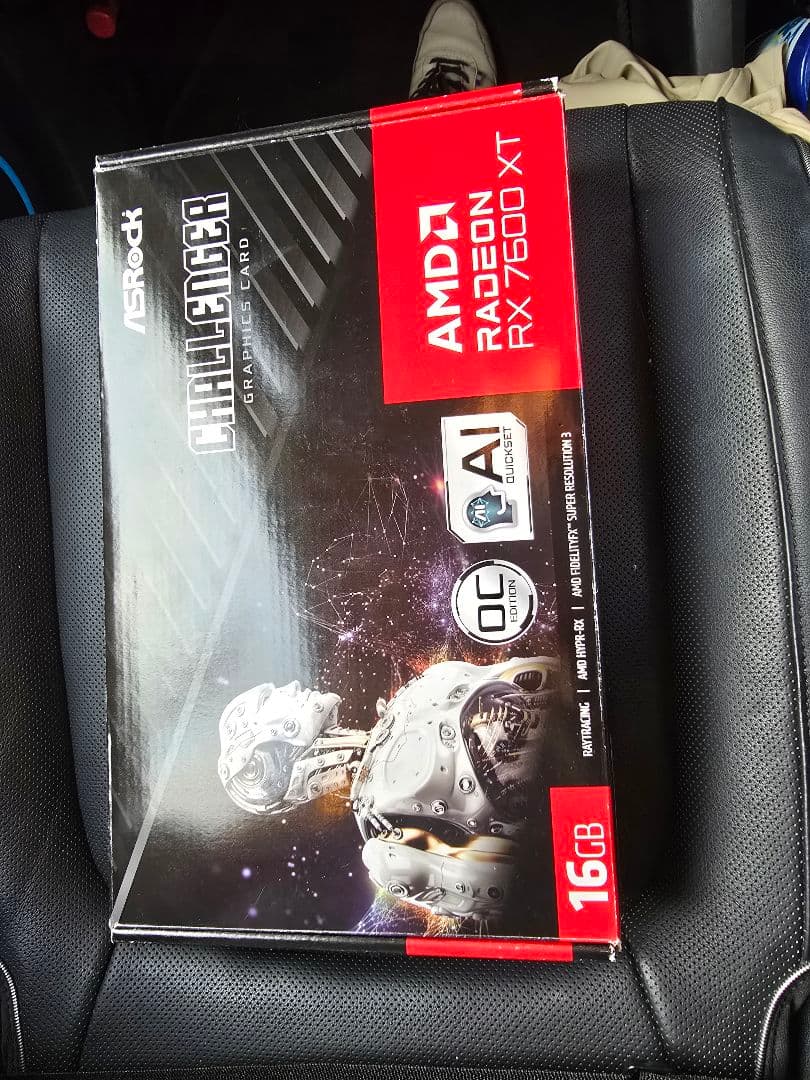 ASRock
CHALLENGER
GRAPHICS CARD
AMD
RADEON
RX 7600 XT
AI
QUICKSET
OC
EDITION
RAYTRACING | AMD HYPR-RX | AMD FIDELITYFX™ SUPER RESOLUTION 3
16GB